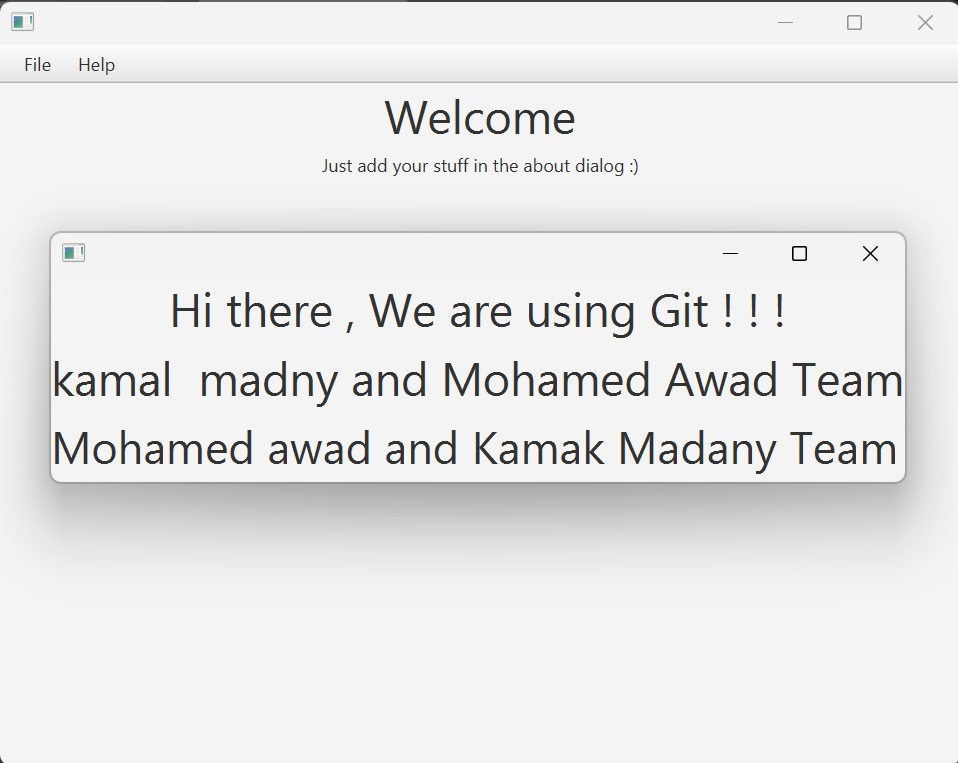 File Help
Welcome
Just add your stuff in the about dialog :)
Hi there , We are using Git ! ! !
kamal  madny and Mohamed Awad Team
Mohamed awad and Kamak Madany Team